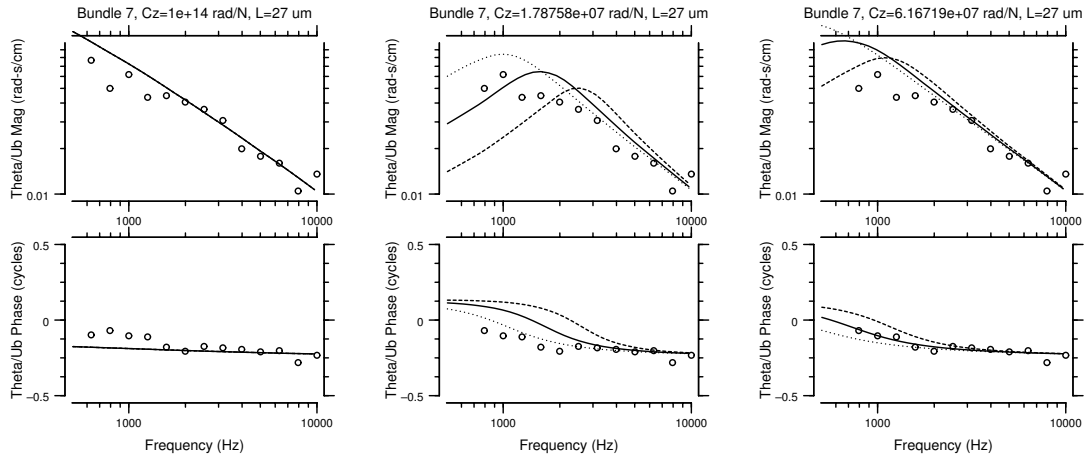 Bundle 7, Cz=1e+14 rad/N, L=27 um
Theta/Ub Mag (rad-s/cm)
0.01
1000
10000
Theta/Ub Phase (cycles)
0.5
0
−0.5
1000
10000
Frequency (Hz)
Bundle 7, Cz=1.78758e+07 rad/N, L=27 um
Theta/Ub Mag (rad-s/cm)
0.01
1000
10000
Theta/Ub Phase (cycles)
0.5
0
−0.5
1000
10000
Frequency (Hz)
Bundle 7, Cz=6.16719e+07 rad/N, L=27 um
Theta/Ub Mag (rad-s/cm)
0.01
1000
10000
Theta/Ub Phase (cycles)
0.5
0
−0.5
1000
10000
Frequency (Hz)